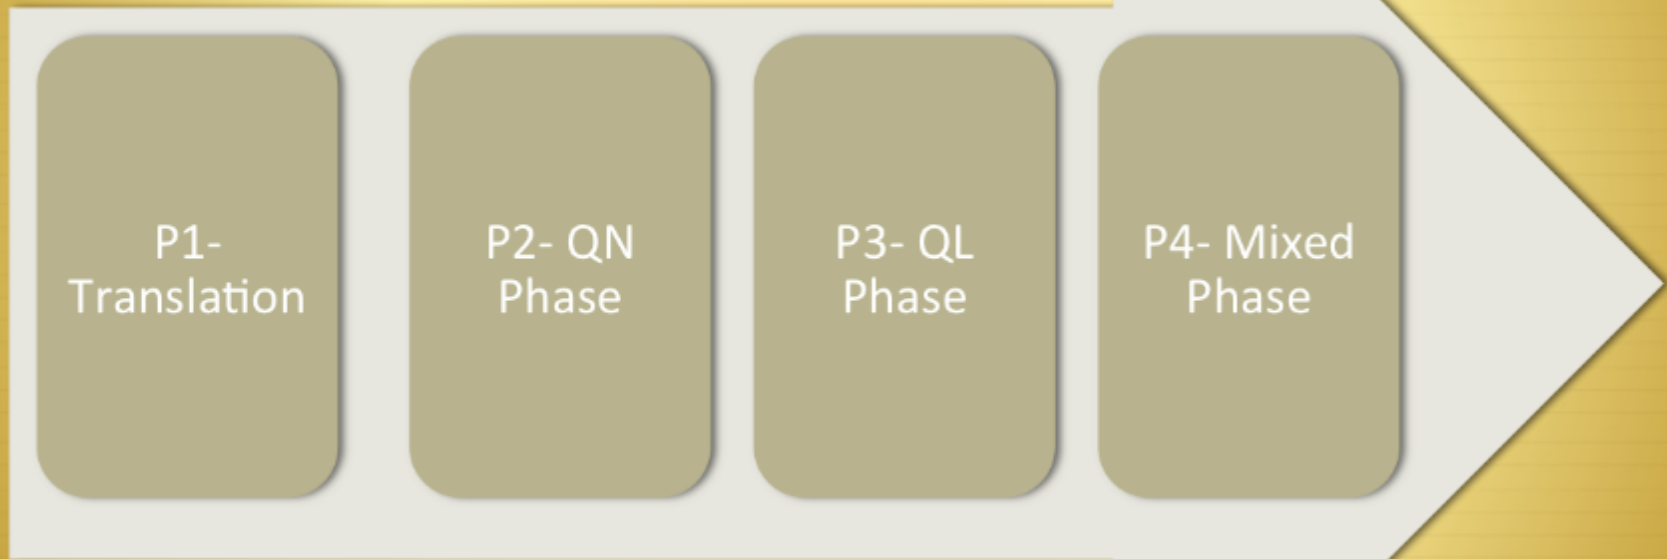 P1-
Translation
P2- QN
Phase
P3- QL
Phase
P4- Mixed
Phase